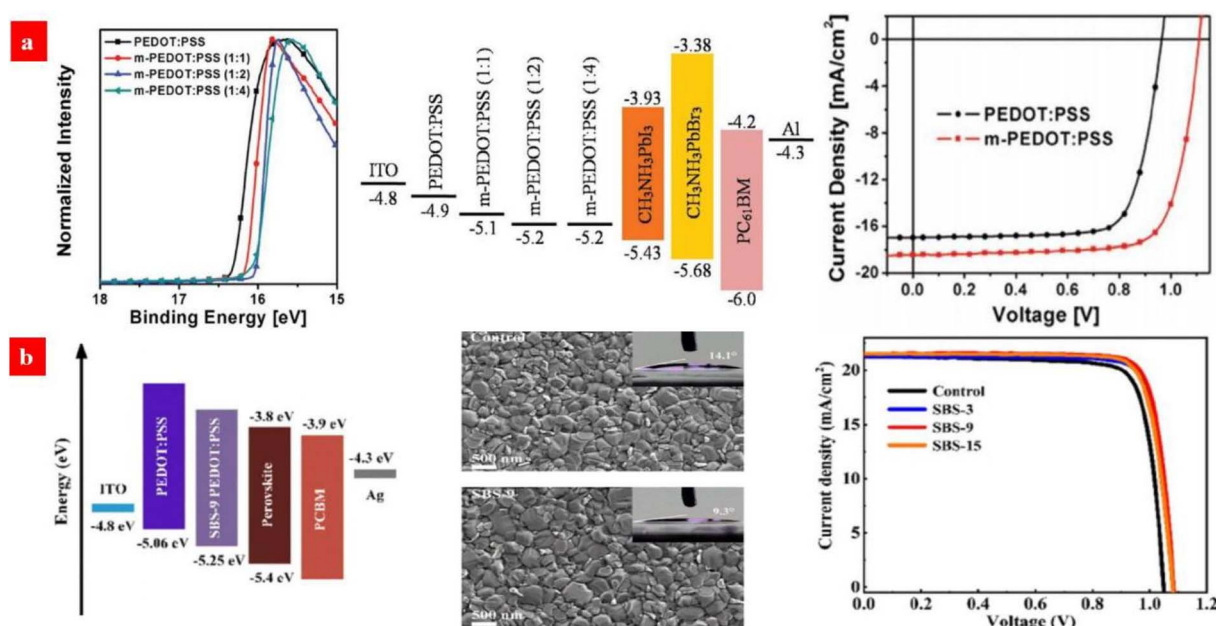 a
PEDOT:PSS
m-PEDOT:PSS (1:1)
m-PEDOT:PSS (1:2)
m-PEDOT:PSS (1:4)
Normalized Intensity
18 17 16 15
Binding Energy [eV]
ITO
-4.8
PEDOT:PSS
-4.9
m-PEDOT:PSS (1:1)
-5.1
m-PEDOT:PSS (1:2)
-5.2
m-PEDOT:PSS (1:4)
-5.2
-3.93
CH₃NH₃PbI₃
-5.43
-3.38
CH₃NH₃PbBr₃
-5.68
-4.2
PC₆₁BM
-6.0
Al
-4.3
Current Density [mA/cm²]
0
-4
-8
-12
-16
-20
PEDOT:PSS
m-PEDOT:PSS
0.0 0.2 0.4 0.6 0.8 1.0
Voltage [V]
b
Energy (eV)
ITO
-4.8 eV
PEDOT:PSS
-5.06 eV
SBS-9 PEDOT:PSS
-5.25 eV
-3.8 eV
Perovskite
-5.4 eV
-3.9 eV
PCBM
-4.3 eV
Ag
Control
14.1°
500 nm
SBS-9
9.3°
500 nm
Current density (mA/cm²)
20
15
10
5
0
Control
SBS-3
SBS-9
SBS-15
0.0 0.2 0.4 0.6 0.8 1.0 1.2
Voltage (V)